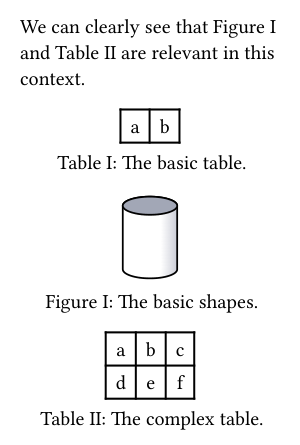 We can clearly see that Figure I
and Table II are relevant in this
context.
a b
Table I: The basic table.
Figure I: The basic shapes.
a b c
d e f
Table II: The complex table.